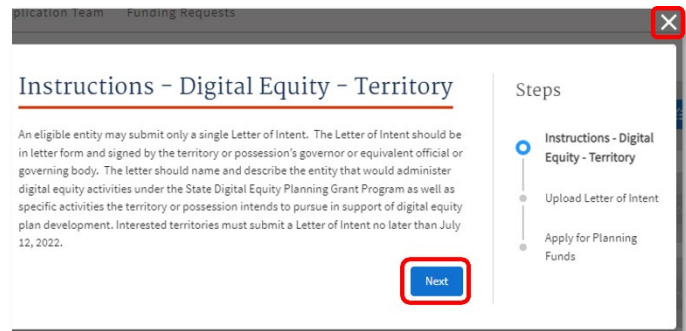 plication Team Funding Requests
Instructions - Digital Equity - Territory
An eligible entity may submit only a single Letter of Intent. The Letter of Intent should be
in letter form and signed by the territory or possession's governor or equivalent official or
governing body. The letter should name and describe the entity that would administer
digital equity activities under the State Digital Equity Planning Grant Program as well as
specific activities the territory or possession intends to pursue in support of digital equity
plan development. Interested territories must submit a Letter of Intent no later than July
12, 2022.
Next
Steps
Instructions - Digital
Equity - Territory
Upload Letter of Intent
Apply for Planning
Funds